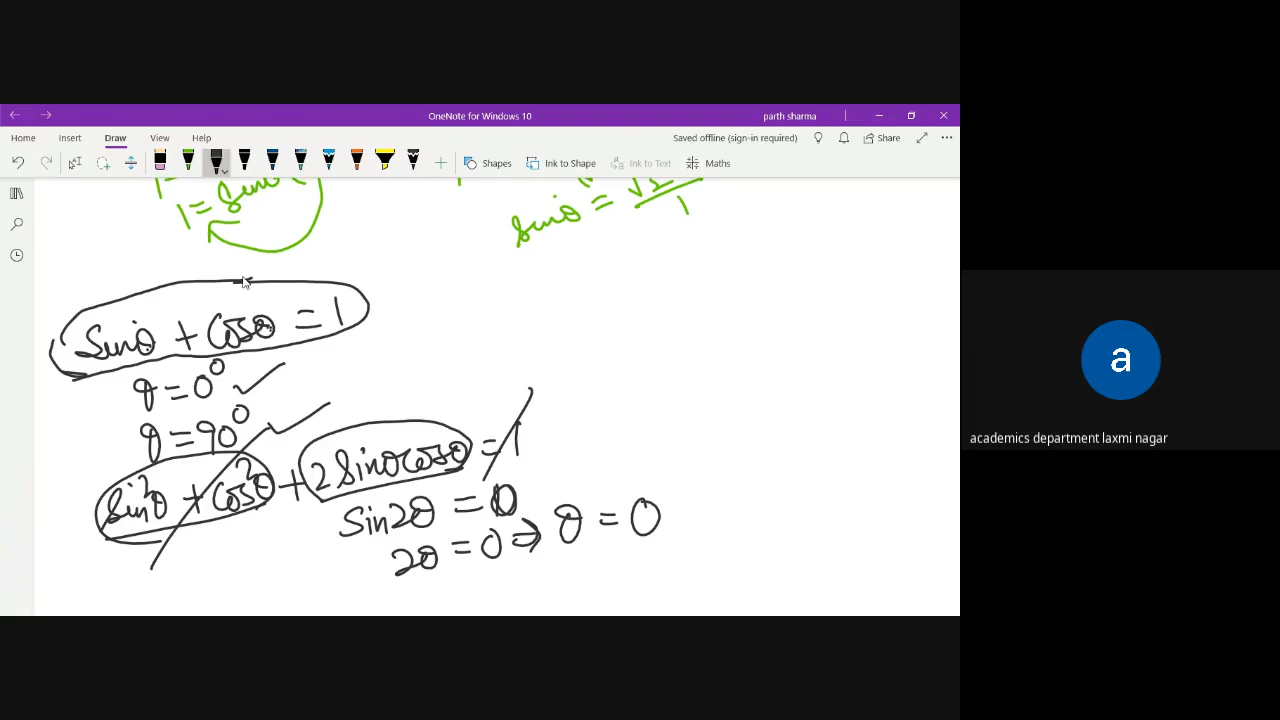 OneNote for Windows 10
parth sharma
Home Insert Draw View Help
Saved offline (sign-in required) Share
Shapes Ink to Shape Ink to Text Maths
1 = sinθ
sinθ = √3/1
sinθ + cosθ = 1
θ = 0°
θ = 90°
sin²θ + cos²θ + 2sinθcosθ = 1
sin2θ = 0
2θ = 0 ⇒ θ = 0
a
academics department laxmi nagar